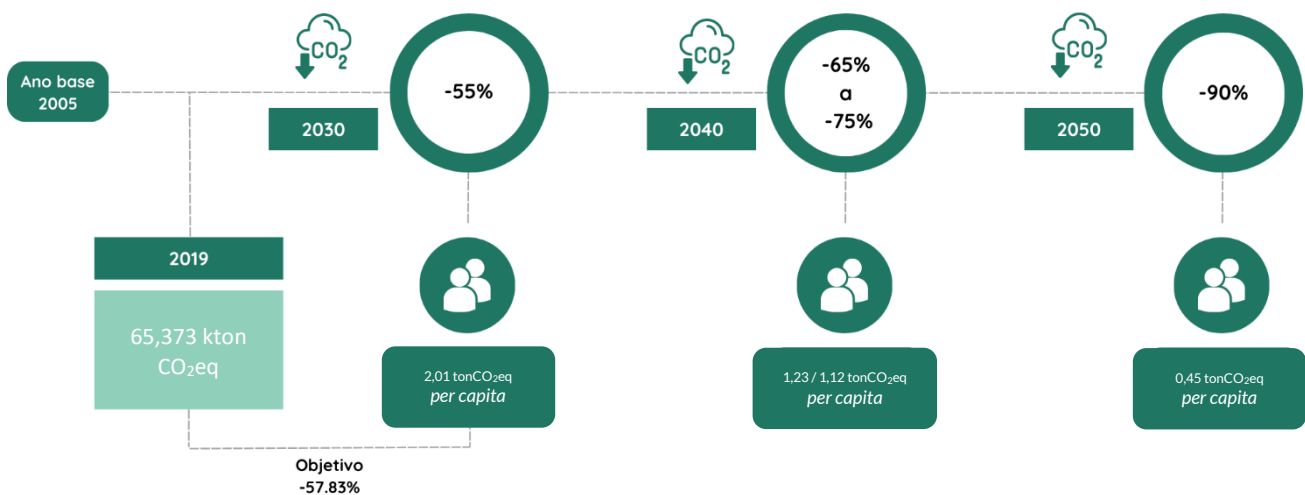 Ano base
2005
CO2
2030
-55%
CO2
2040
-65%
a
-75%
CO2
2050
-90%
2019
65,373 kton
CO₂eq
2,01 tonCO₂eq
per capita
1,23 / 1,12 tonCO₂eq
per capita
0,45 tonCO₂eq
per capita
Objetivo
-57.83%